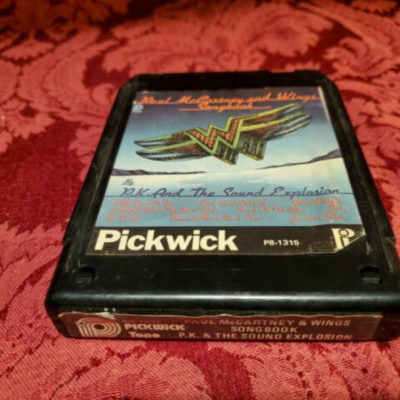 Paul McCartney and Wings
Songbook
By
P.K. And The Sound Explosion
Pickwick
P8-1315
PICKWICK
Tape
PAUL McCARTNEY & WINGS
SONGBOOK
P.K. & THE SOUND EXPLOSION